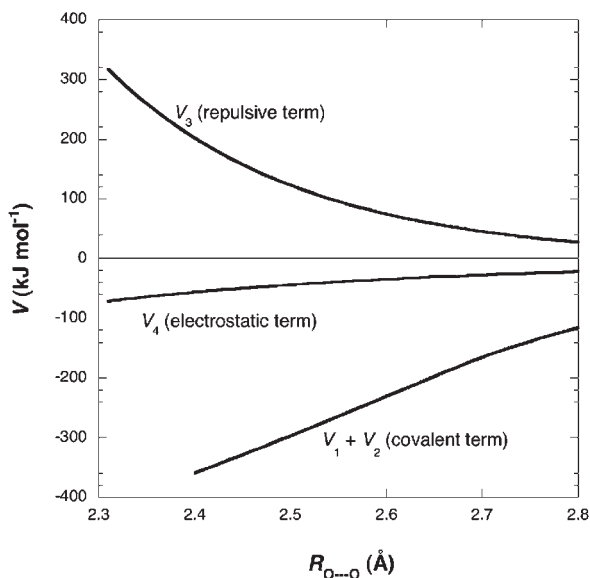 400
300
200
100
0
-100
-200
-300
-400
V (kJ mol⁻¹)
V₃ (repulsive term)
V₄ (electrostatic term)
V₁ + V₂ (covalent term)
2.3 2.4 2.5 2.6 2.7 2.8
R_O---O (Å)